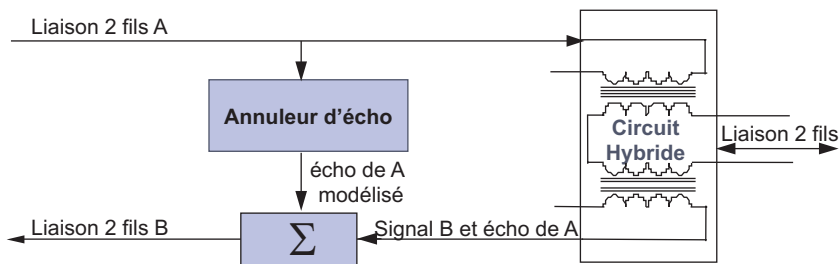 Liaison 2 fils A
Annuleur d'écho
Circuit
Hybride
Liaison 2 fils
écho de A
modélisé
Liaison 2 fils B
Σ
Signal B et écho de A